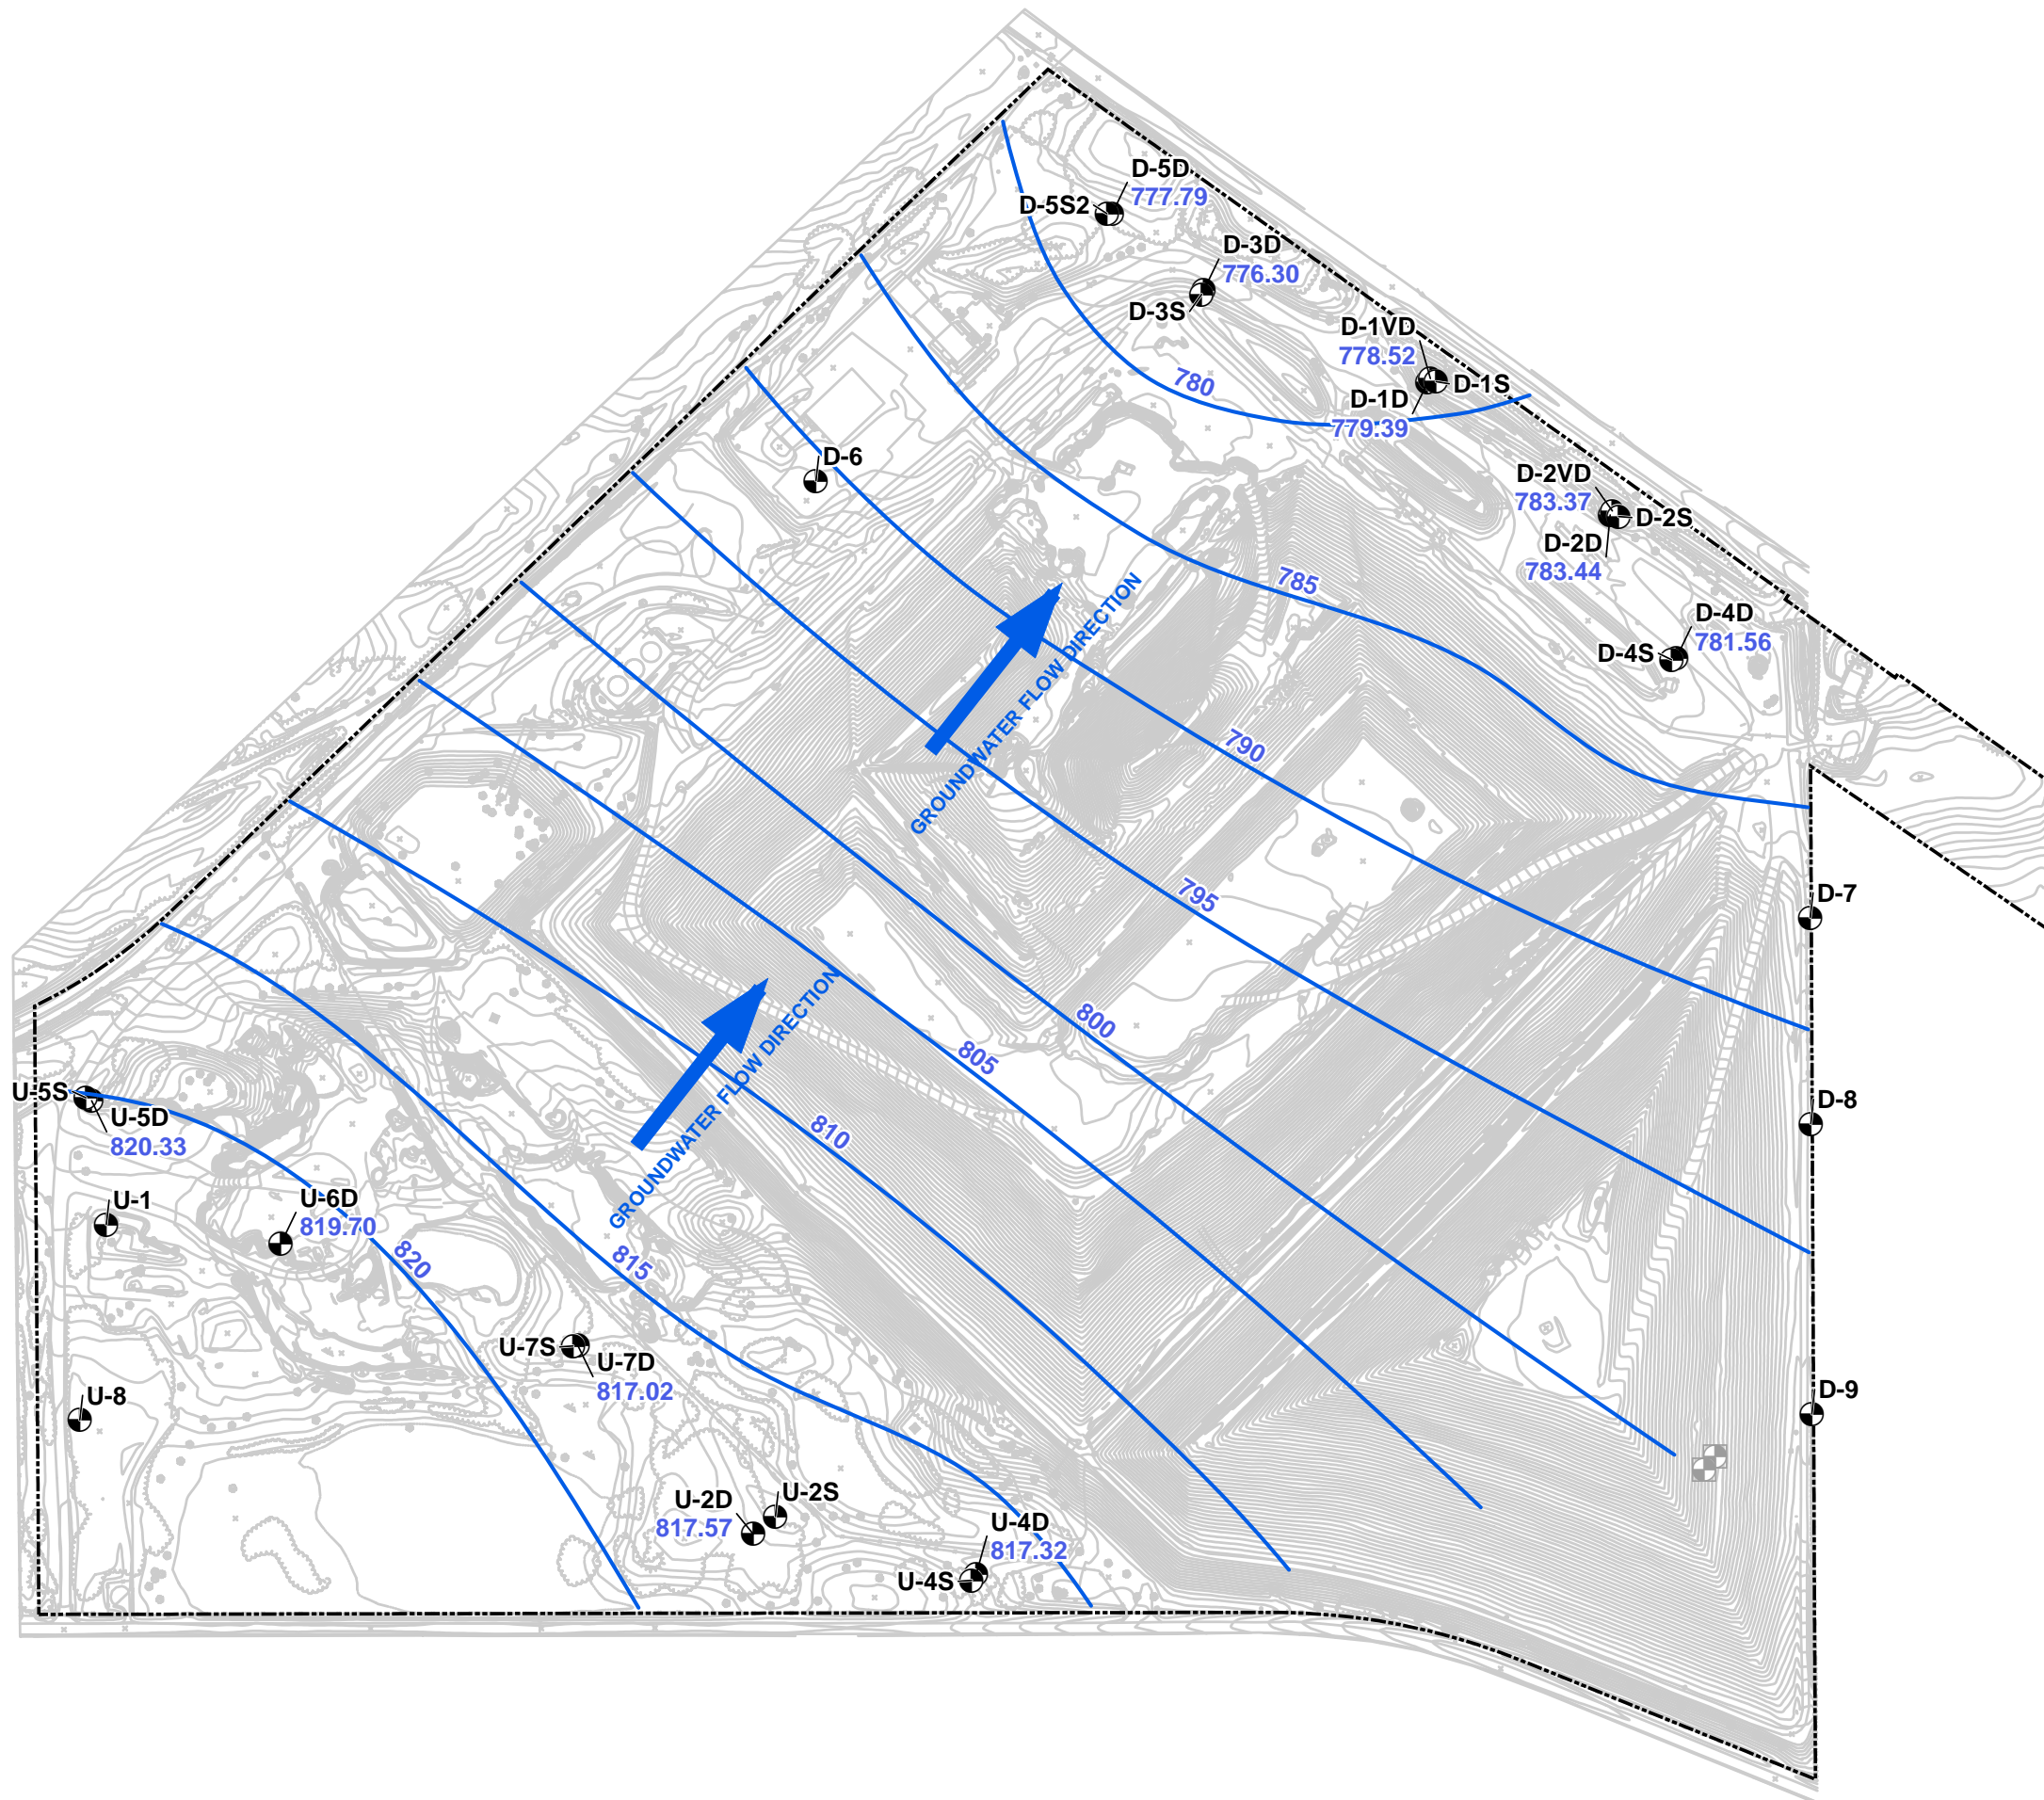 D-5D
777.79
D-5S2
D-3D
776.30
D-3S
D-1VD
778.52
D-1S
D-1D
779.39
780
D-6
D-2VD
783.37
D-2S
D-2D
783.44
785
D-4D
781.56
D-4S
GROUNDWATER FLOW DIRECTION
790
795
D-7
800
805
GROUNDWATER FLOW DIRECTION
810
D-8
U-5S
U-5D
820.33
U-1
U-6D
819.70
820
815
U-7S
U-7D
817.02
U-8
D-9
U-2D
817.57
U-2S
U-4D
817.32
U-4S